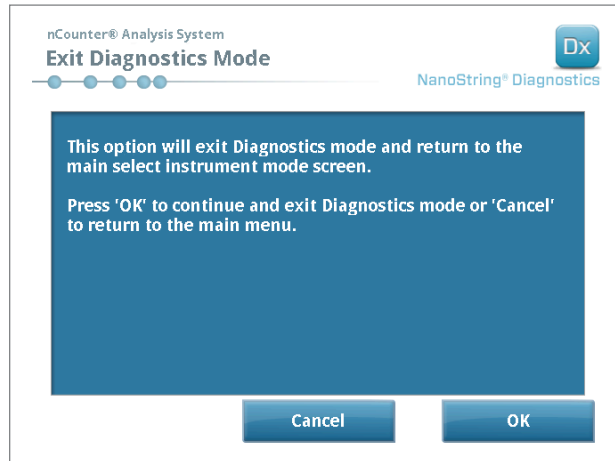 nCounter® Analysis System
Exit Diagnostics Mode
Dx
NanoString® Diagnostics
This option will exit Diagnostics mode and return to the
main select instrument mode screen.
Press 'OK' to continue and exit Diagnostics mode or 'Cancel'
to return to the main menu.
Cancel
OK